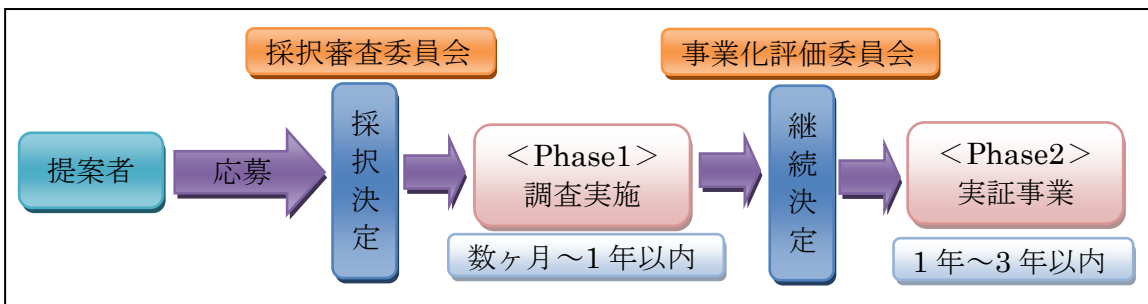 採択審査委員会
事業化評価委員会
提案者
応募
採択決定
＜Phase1＞
調査実施
数ヶ月～1年以内
継続決定
＜Phase2＞
実証事業
1年～3年以内